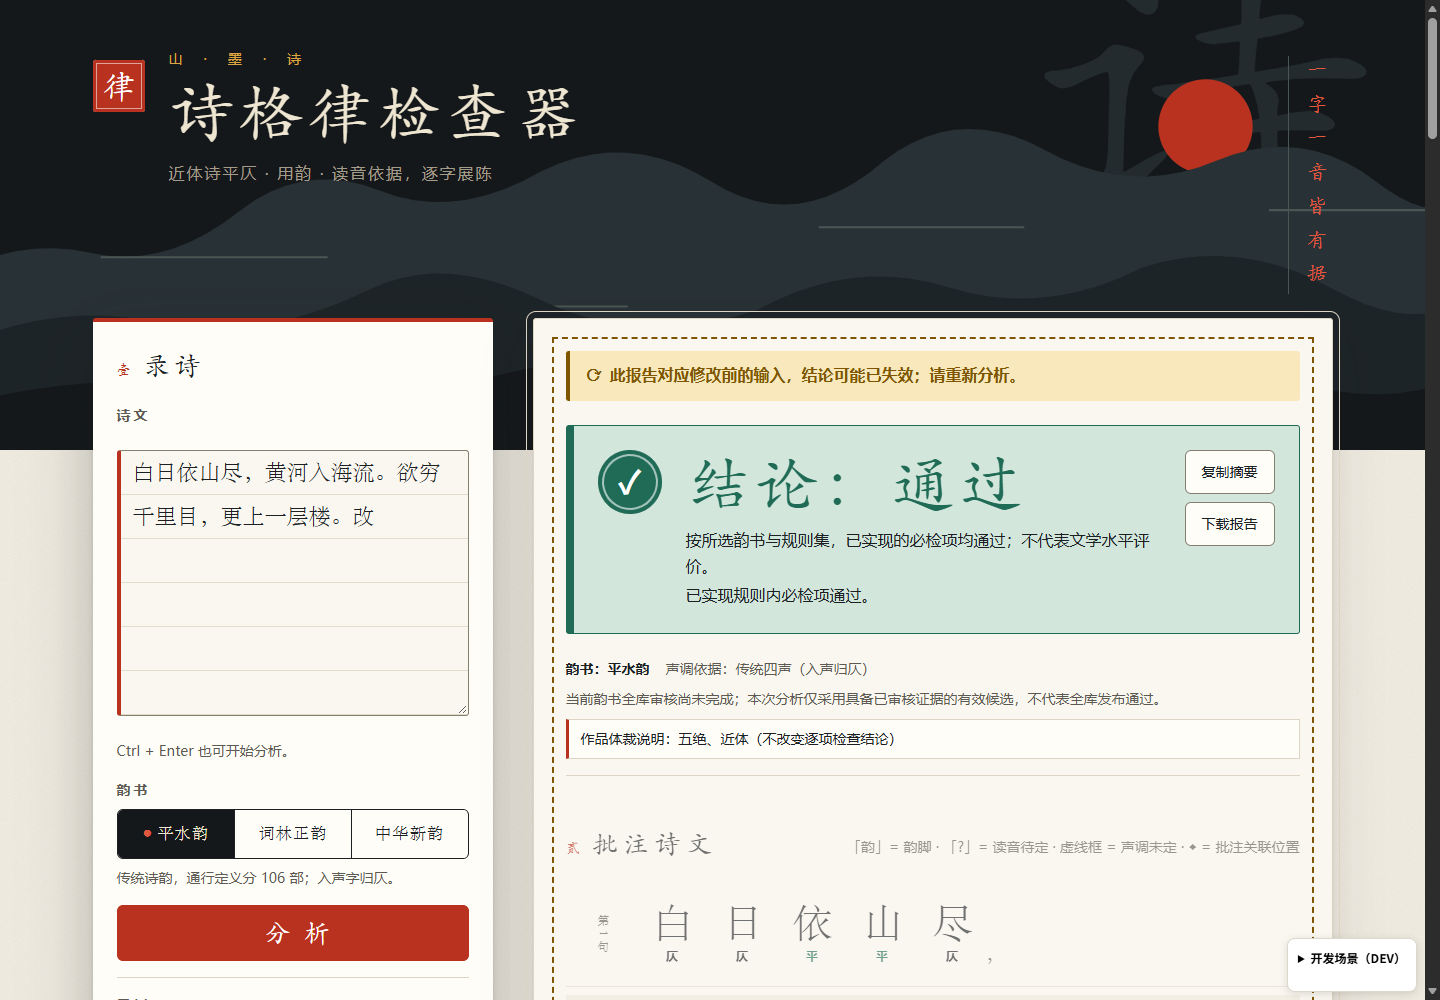 诗
律
山 · 墨 · 诗
诗格律检查器
近体诗平仄 · 用韵 · 读音依据，逐字展陈
一字一音皆有据
壹 录诗
诗文
白日依山尽，黄河入海流。欲穷
千里目，更上一层楼。改
Ctrl + Enter 也可开始分析。
韵书
平水韵 词林正韵 中华新韵
传统诗韵，通行定义分 106 部；入声字归仄。
分析
⟳ 此报告对应修改前的输入，结论可能已失效；请重新分析。
✓ 结论：通过
复制摘要
下载报告
按所选韵书与规则集，已实现的必检项均通过；不代表文学水平评
价。
已实现规则内必检项通过。
韵书：平水韵 声调依据：传统四声（入声归仄）
当前韵书全库审核尚未完成；本次分析仅采用具备已审核证据的有效候选，不代表全库发布通过。
作品体裁说明：五绝、近体（不改变逐项检查结论）
贰 批注诗文
「韵」= 韵脚 · 「?」= 读音待定 · 虚线框 = 声调未定 · ◆ = 批注关联位置
第1句
白 日 依 山 尽 ，
仄 仄 平 平 仄
▶ 开发场景（DEV）